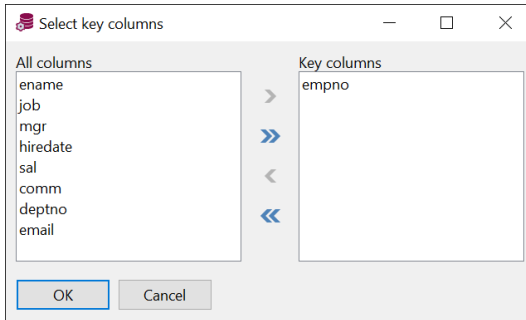 Select key columns
All columns
Key columns
ename
job
mgr
hiredate
sal
comm
deptno
email
empno
OK
Cancel